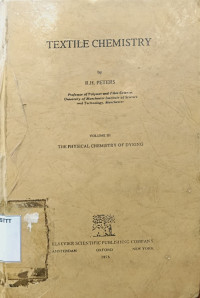 TEXTILE CHEMISTRY
by
R.H. PETERS
Professor of Polymer and Fibre Science
University of Manchester Institute of Science
and Technology, Manchester
VOLUME III
THE PHYSICAL CHEMISTRY OF DYEING
ELSEVIER SCIENTIFIC PUBLISHING COMPANY
AMSTERDAM OXFORD NEW YORK
1975